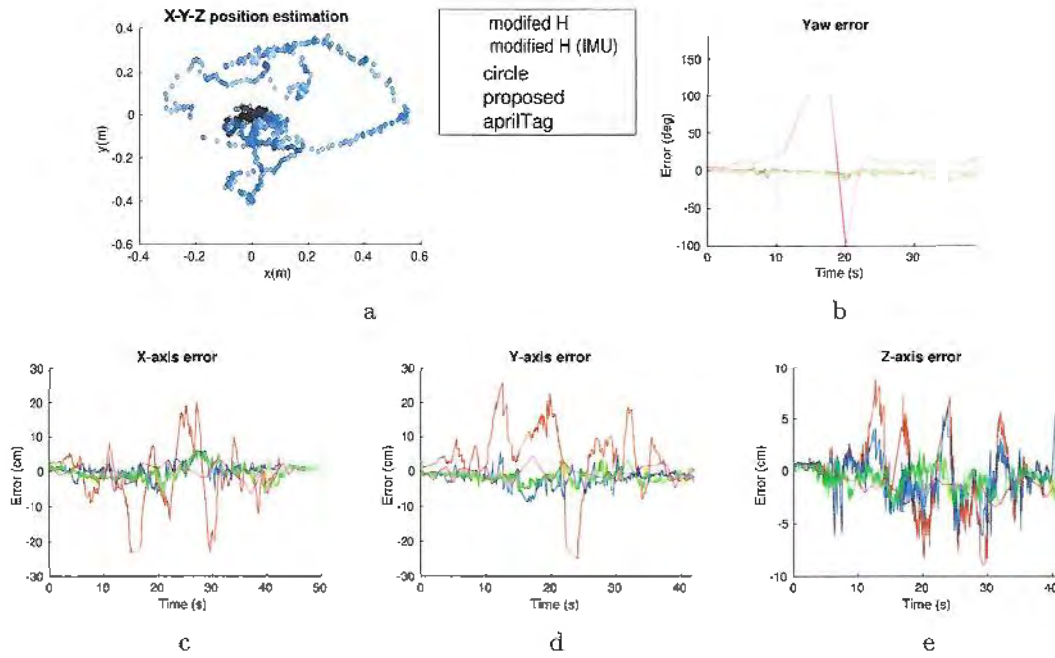 X-Y-Z position estimation
0.4
0.2
0
-0.2
-0.4
-0.6
y(m)
-0.4
-0.2
0
0.2
0.4
0.6
x(m)
a
modifed H
modified H (IMU)
circle
proposed
aprilTag
Yaw error
150
100
50
0
-50
-100
Error (deg)
0
10
20
30
Time (s)
b
X-axis error
30
20
10
0
-10
-20
-30
Error (cm)
0
10
20
30
40
50
Time (s)
c
Y-axis error
30
20
10
0
-10
-20
-30
Error (cm)
0
10
20
30
40
Time (s)
d
Z-axis error
10
5
0
-5
-10
Error (cm)
0
10
20
30
40
Time (s)
e